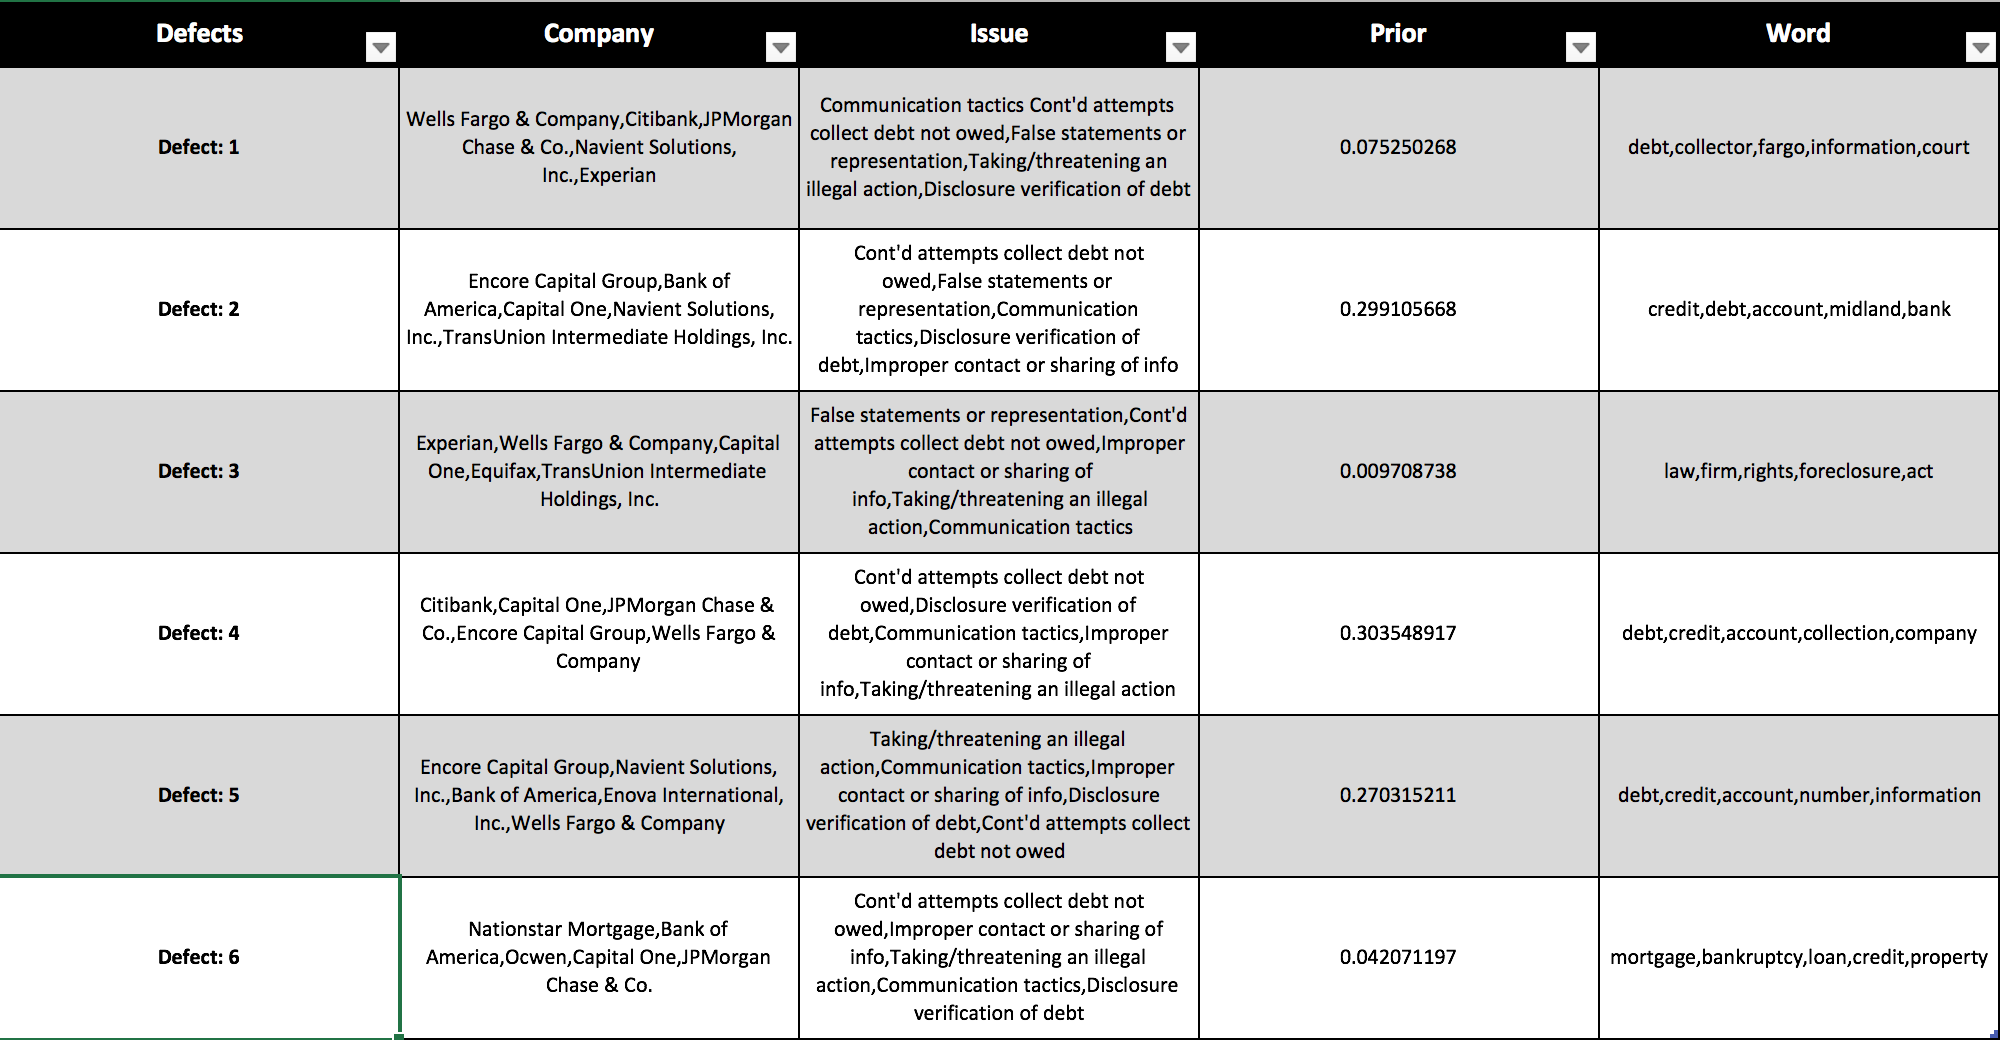 Defects Company Issue Prior Word
Defect: 1
Wells Fargo & Company,Citibank,JPMorgan
Chase & Co.,Navient Solutions,
Inc.,Experian
Communication tactics Cont'd attempts
collect debt not owed,False statements or
representation,Taking/threatening an
illegal action,Disclosure verification of debt
0.075250268
debt,collector,fargo,information,court
Defect: 2
Encore Capital Group,Bank of
America,Capital One,Navient Solutions,
Inc.,TransUnion Intermediate Holdings, Inc.
Cont'd attempts collect debt not
owed,False statements or
representation,Communication
tactics,Disclosure verification of
debt,Improper contact or sharing of info
0.299105668
credit,debt,account,midland,bank
Defect: 3
Experian,Wells Fargo & Company,Capital
One,Equifax,TransUnion Intermediate
Holdings, Inc.
False statements or representation,Cont'd
attempts collect debt not owed,Improper
contact or sharing of
info,Taking/threatening an illegal
action,Communication tactics
0.009708738
law,firm,rights,foreclosure,act
Defect: 4
Citibank,Capital One,JPMorgan Chase &
Co.,Encore Capital Group,Wells Fargo &
Company
Cont'd attempts collect debt not
owed,Disclosure verification of
debt,Communication tactics,Improper
contact or sharing of
info,Taking/threatening an illegal action
0.303548917
debt,credit,account,collection,company
Defect: 5
Encore Capital Group,Navient Solutions,
Inc.,Bank of America,Enova International,
Inc.,Wells Fargo & Company
Taking/threatening an illegal
action,Communication tactics,Improper
contact or sharing of info,Disclosure
verification of debt,Cont'd attempts collect
debt not owed
0.270315211
debt,credit,account,number,information
Defect: 6
Nationstar Mortgage,Bank of
America,Ocwen,Capital One,JPMorgan
Chase & Co.
Cont'd attempts collect debt not
owed,Improper contact or sharing of
info,Taking/threatening an illegal
action,Communication tactics,Disclosure
verification of debt
0.042071197
mortgage,bankruptcy,loan,credit,property